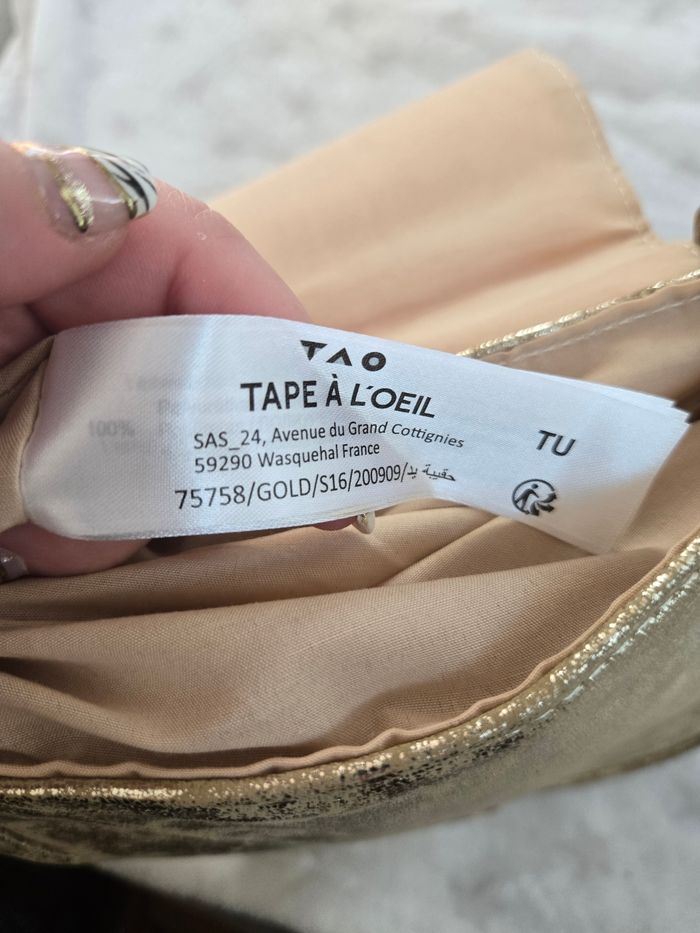 TAO
TAPE À L'OEIL
SAS_24, Avenue du Grand Cottignies
59290 Wasquehal France
75758/GOLD/S16/200909/حقيبة يد
TU
100%